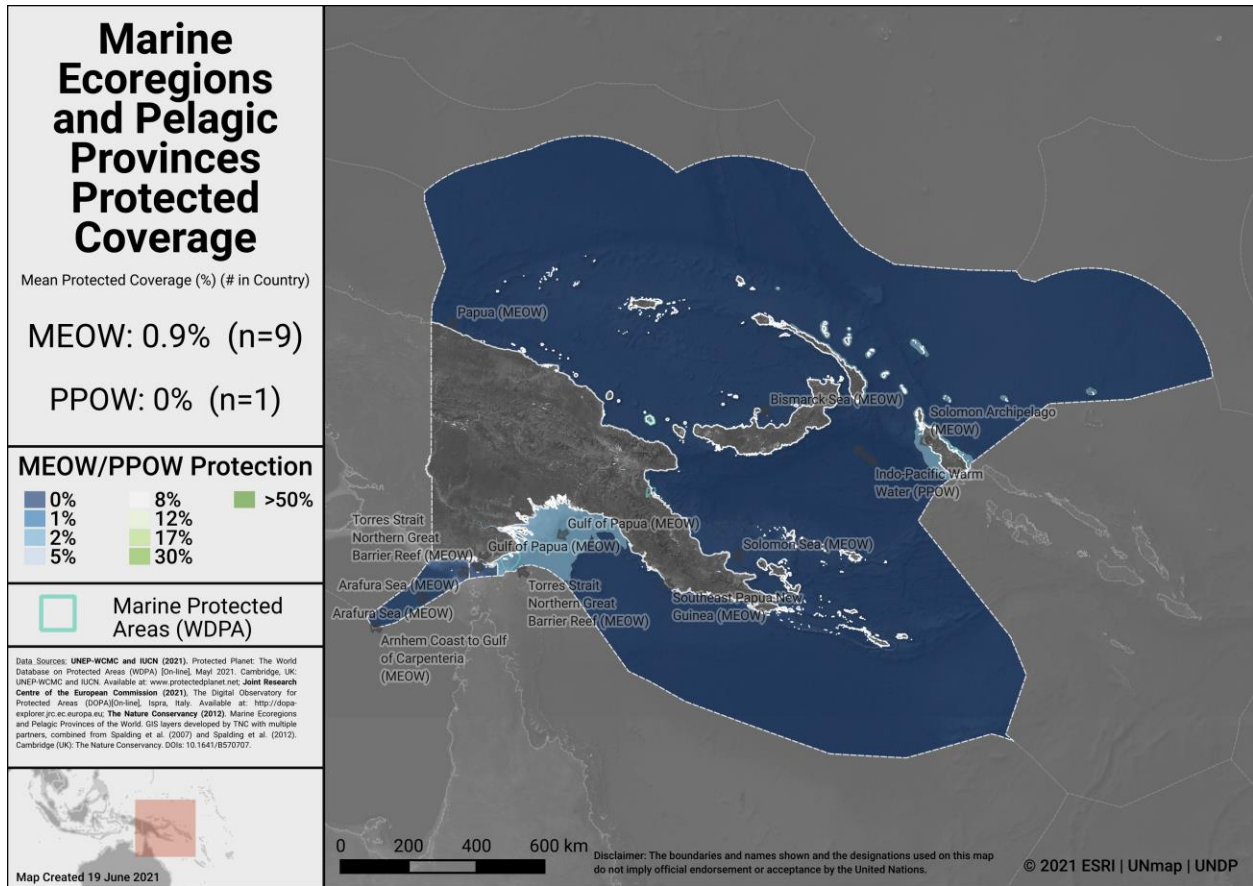 Marine
Ecoregions
and Pelagic
Provinces
Protected
Coverage
Mean Protected Coverage (%) (# in Country)
MEOW: 0.9% (n=9)
PPOW: 0% (n=1)
MEOW/PPOW Protection
0%
1%
2%
5%
8%
12%
17%
30%
>50%
Marine Protected
Areas (WDPA)
Data Sources: UNEP-WCMC and IUCN (2021). Protected Planet: The World
Database on Protected Areas (WDPA) [On-line], Mayl 2021. Cambridge, UK:
UNEP-WCMC and IUCN. Available at: www.protectedplanet.net; Joint Research
Centre of the European Commission (2021), The Digital Observatory for
Protected Areas (DOPA)[On-line], Ispra, Italy. Available at: http://dopa-
explorer.jrc.ec.europa.eu; The Nature Conservancy (2012). Marine Ecoregions
and Pelagic Provinces of the World. GIS layers developed by TNC with multiple
partners, combined from Spalding et al. (2007) and Spalding et al. (2012).
Cambridge (UK): The Nature Conservancy. DOIs: 10.1641/B570707.
Map Created 19 June 2021
Papua (MEOW)
Bismarck Sea (MEOW)
Solomon Archipelago
(MEOW)
Indo-Pacific Warm
Water (PPOW)
Torres Strait
Northern Great
Barrier Reef (MEOW)
Gulf of Papua (MEOW)
Gulf of Papua (MEOW)
Solomon Sea (MEOW)
Arafura Sea (MEOW)
Arafura Sea (MEOW)
Torres Strait
Northern Great
Barrier Reef (MEOW)
Southeast Papua New
Guinea (MEOW)
Arnhem Coast to Gulf
of Carpenteria
(MEOW)
0 200 400 600 km
Disclaimer: The boundaries and names shown and the designations used on this map
do not imply official endorsement or acceptance by the United Nations.
© 2021 ESRI | UNmap | UNDP